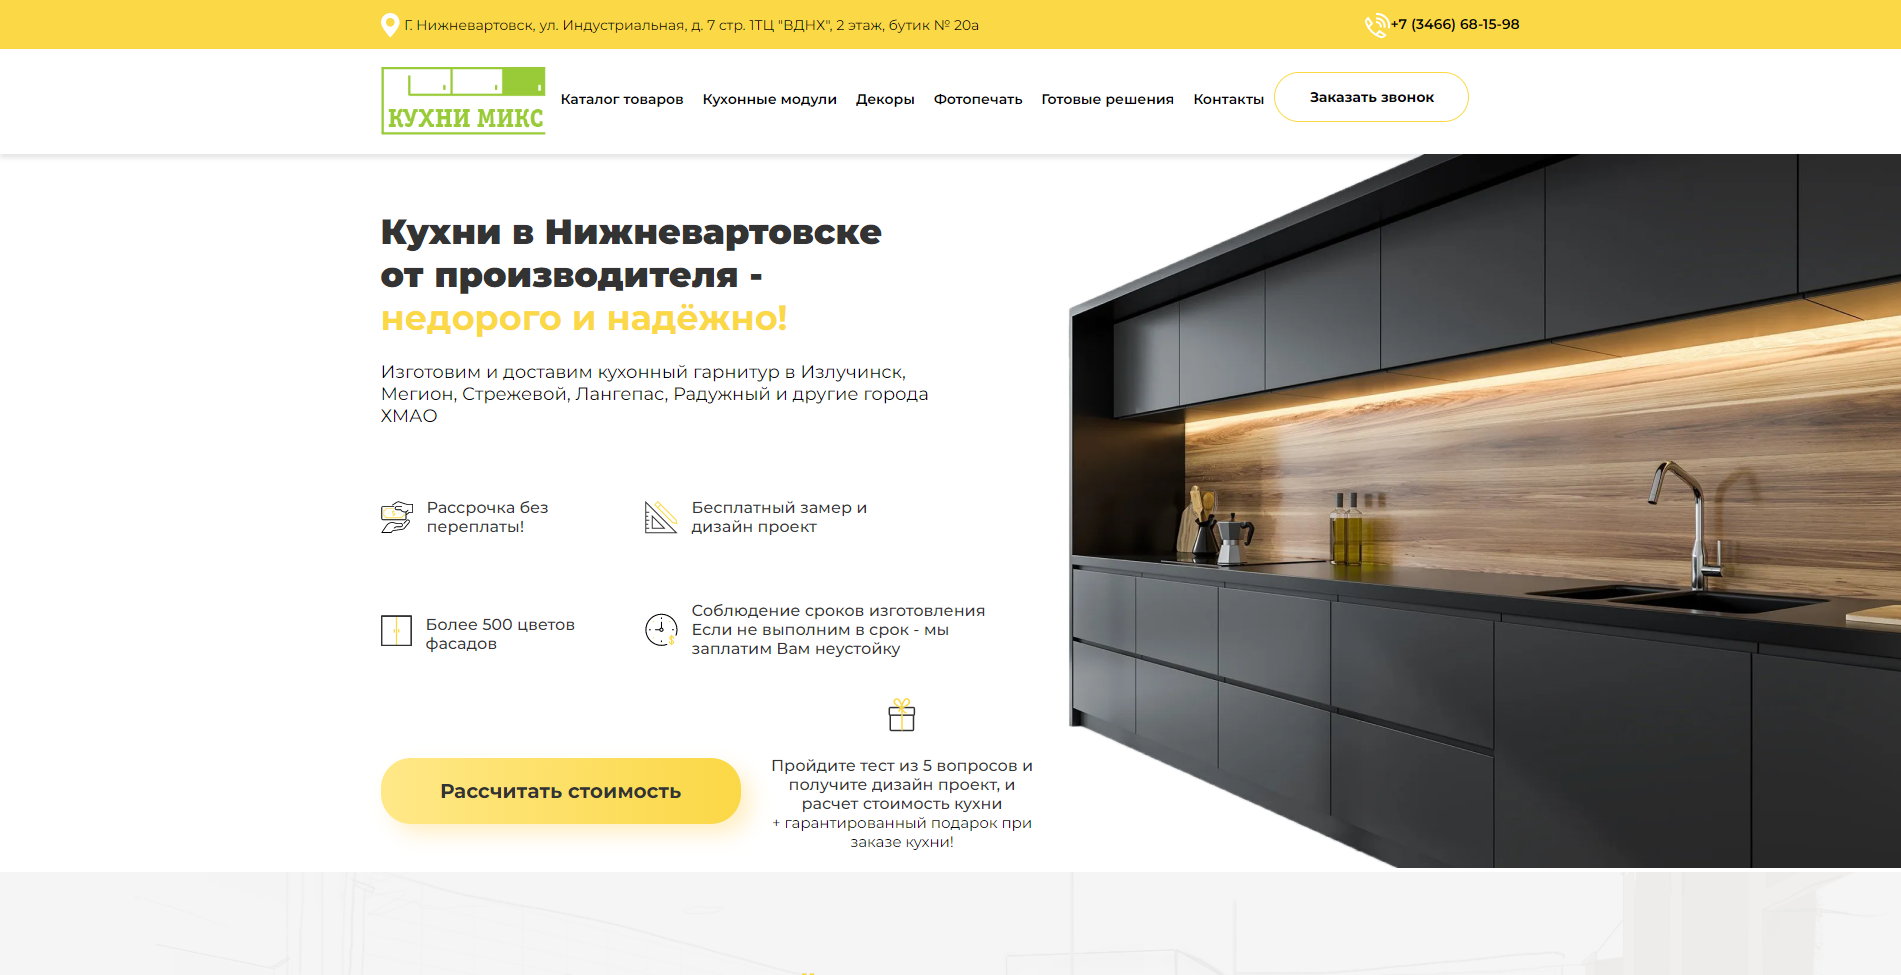 Г. Нижневартовск, ул. Индустриальная, д. 7 стр. 1ТЦ "ВДНХ", 2 этаж, бутик № 20а
+7 (3466) 68-15-98
КУХНИ МИКС
Каталог товаров
Кухонные модули
Декоры
Фотопечать
Готовые решения
Контакты
Заказать звонок
Кухни в Нижневартовске
от производителя -
недорого и надёжно!
Изготовим и доставим кухонный гарнитур в Излучинск,
Мегион, Стрежевой, Лангепас, Радужный и другие города
ХМАО
Рассрочка без
переплаты!
Бесплатный замер и
дизайн проект
Более 500 цветов
фасадов
Соблюдение сроков изготовления
Если не выполним в срок - мы
заплатим Вам неустойку
Рассчитать стоимость
Пройдите тест из 5 вопросов и
получите дизайн проект, и
расчет стоимость кухни
+ гарантированный подарок при
заказе кухни!